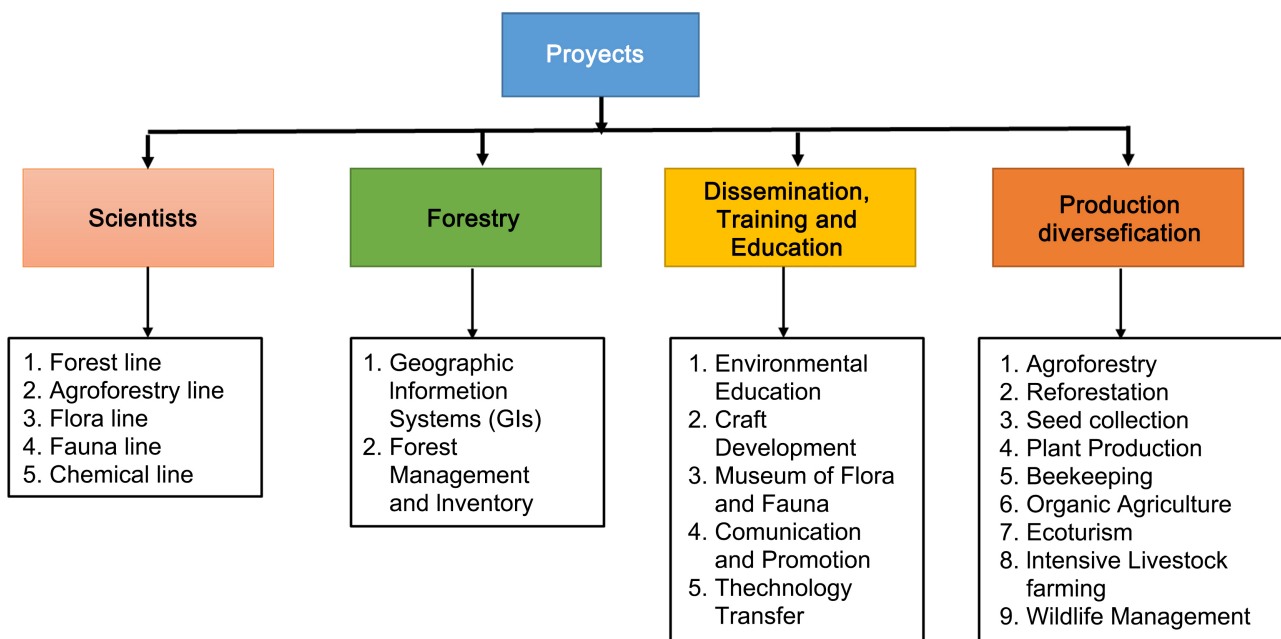 Proyects
Scientists
Forestry
Dissemination,
Training and
Education
Production
diversefication
1. Forest line
2. Agroforestry line
3. Flora line
4. Fauna line
5. Chemical line
1. Geographic
Informetion
Systems (GIs)
2. Forest
Management
and Inventory
1. Environmental
Education
2. Craft
Development
3. Museum of Flora
and Fauna
4. Comunication
and Promotion
5. Thechnology
Transfer
1. Agroforestry
2. Reforestation
3. Seed collection
4. Plant Production
5. Beekeeping
6. Organic Agriculture
7. Ecoturism
8. Intensive Livestock
farming
9. Wildlife Management